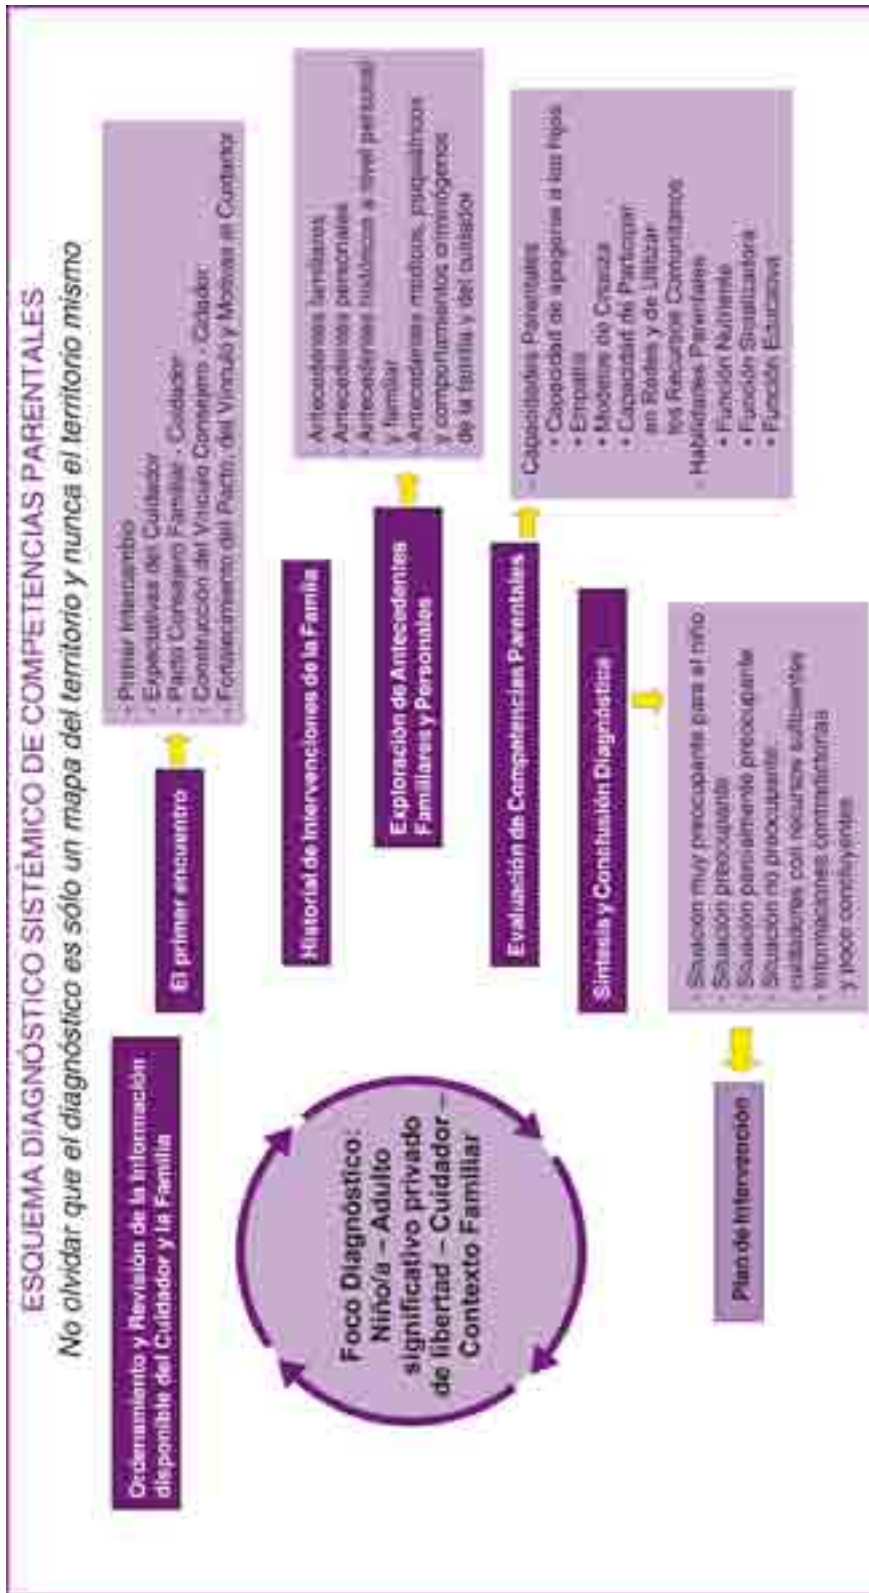 ESQUEMA DIAGNÓSTICO SISTÉMICO DE COMPETENCIAS PARENTALES
No olvidar que el diagnóstico es sólo un mapa del territorio y nunca el territorio mismo
Ordenamiento y Revisión de la Información
disponible del Cuidador y la Familia
El primer encuentro
- Primer Intercambio
- Expectativas del Cuidador
- Pacto Consejero Familiar - Cuidador
- Construcción del Vínculo Consejero - Cuidador
- Fortalecimiento del Pacto, del Vínculo y Motivar al Cuidador
Historial de Intervenciones de la Familia
Exploración de Antecedentes
Familiares y Personales
- Antecedentes familiares
- Antecedentes personales
- Antecedentes históricos a nivel personal
y familiar
- Antecedentes médicos, psiquiátricos
y comportamientos criminógenos
de la familia y del cuidador
Evaluación de Competencias Parentales
- Capacidades Parentales
• Capacidad de apegarse a los hijos
• Empatía
• Modelos de Crianza
• Capacidad de Participar
en Redes y de Utilizar
los Recursos Comunitarios
- Habilidades Parentales
• Función Nutriente
• Función Socializadora
• Función Educativa
Síntesis y Conclusión Diagnóstica
- Situación muy preocupante para el niño
- Situación preocupante
- Situación parcialmente preocupante
- Situación no preocupante:
cuidadores con recursos suficientes
- Informaciones contradictorias
y poco concluyentes
Plan de Intervención
Foco Diagnóstico:
Niño/a – Adulto
significativo privado
de libertad – Cuidador –
Contexto Familiar